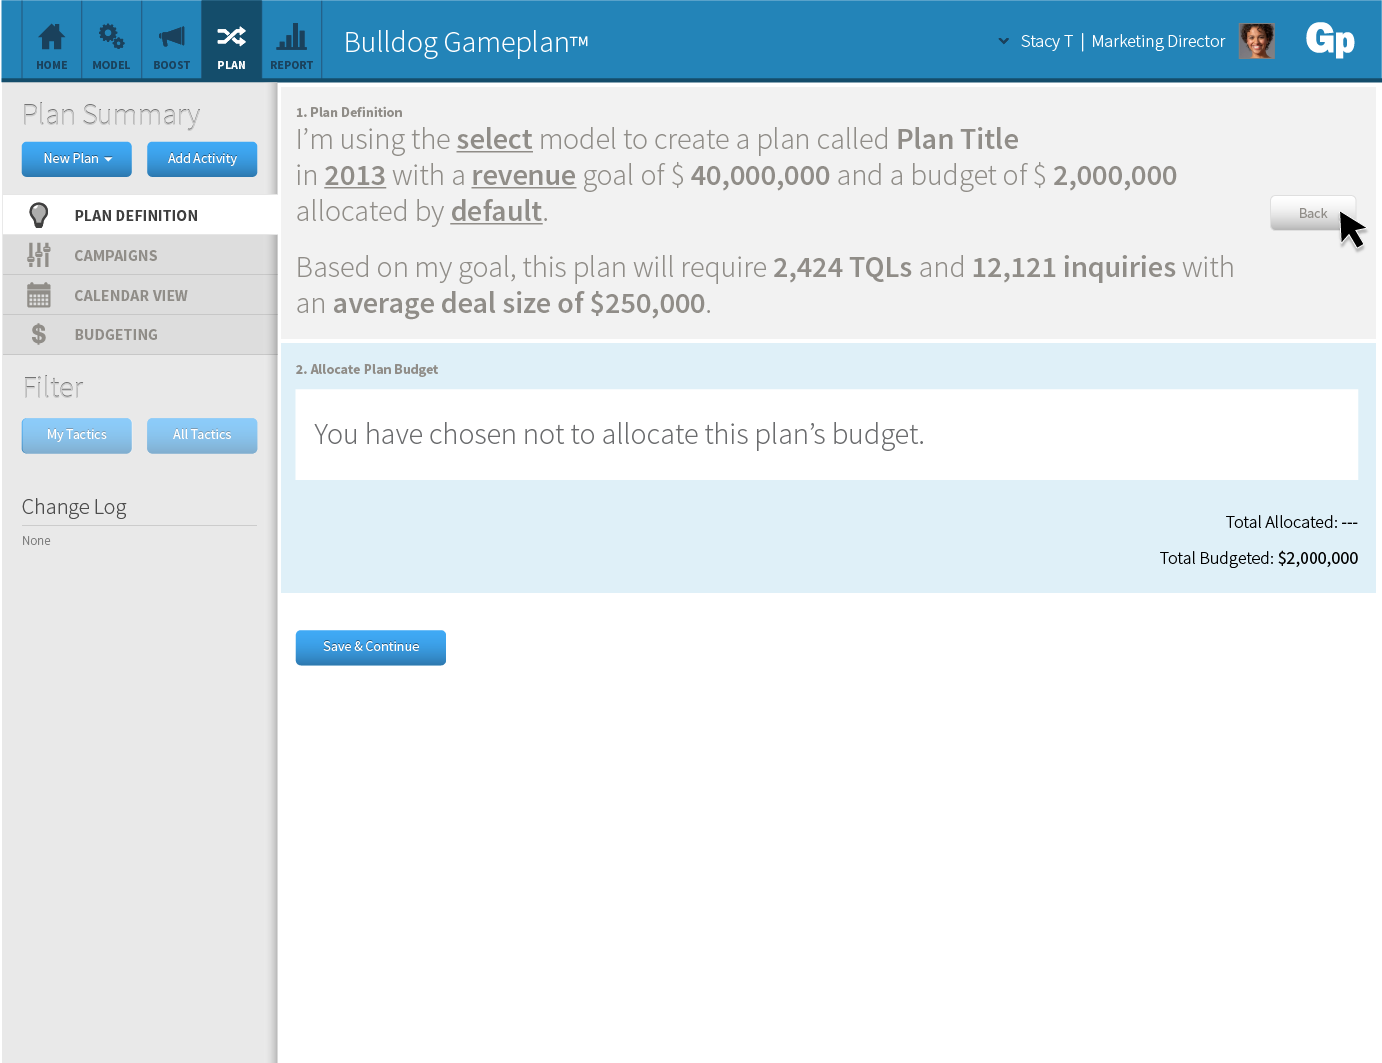 HOME
MODEL
BOOST
PLAN
REPORT
Bulldog Gameplan™
Stacy T | Marketing Director
Gp
Plan Summary
New Plan
Add Activity
PLAN DEFINITION
CAMPAIGNS
CALENDAR VIEW
BUDGETING
Filter
My Tactics
All Tactics
Change Log
None
1. Plan Definition
I’m using the select model to create a plan called Plan Title
in 2013 with a revenue goal of $ 40,000,000 and a budget of $ 2,000,000
allocated by default.
Back
Based on my goal, this plan will require 2,424 TQLs and 12,121 inquiries with
an average deal size of $250,000.
2. Allocate Plan Budget
You have chosen not to allocate this plan’s budget.
Total Allocated: ---
Total Budgeted: $2,000,000
Save & Continue